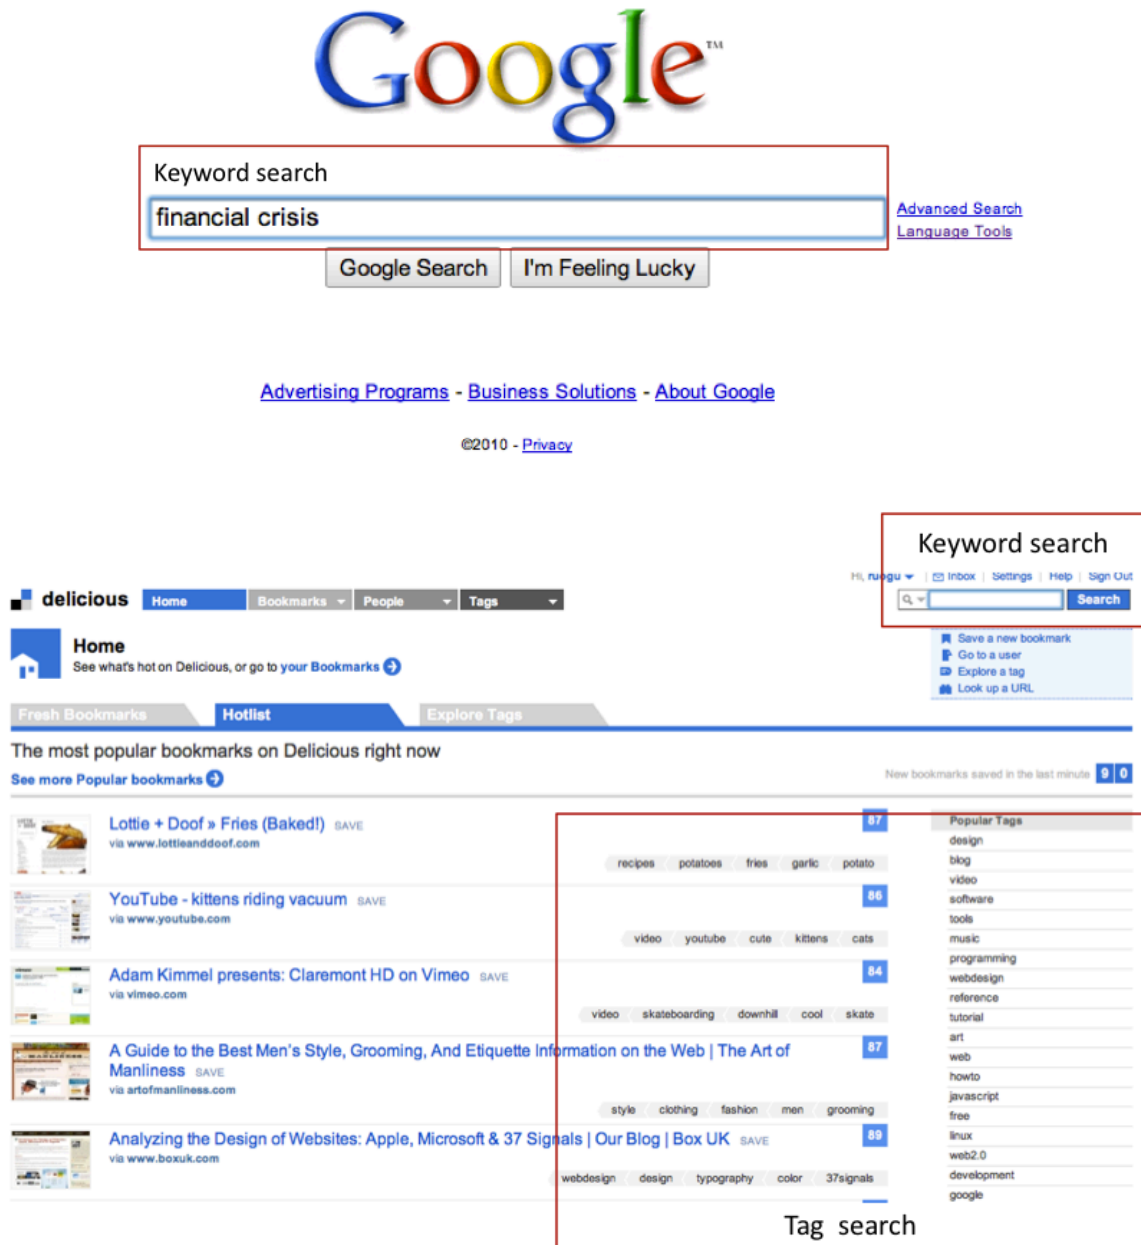 Google™
Keyword search
financial crisis
Advanced Search
Language Tools
Google Search I'm Feeling Lucky
Advertising Programs - Business Solutions - About Google
©2010 - Privacy
Keyword search
Hi, ruogu | Inbox | Settings | Help | Sign Out
delicious Home Bookmarks People Tags
Search
Home
See what's hot on Delicious, or go to your Bookmarks
Save a new bookmark
Go to a user
Explore a tag
Look up a URL
Fresh Bookmarks Hotlist Explore Tags
The most popular bookmarks on Delicious right now
See more Popular bookmarks
New bookmarks saved in the last minute 9 0
Lottie + Doof » Fries (Baked!) SAVE 87
via www.lottieanddoof.com
recipes potatoes fries garlic potato
YouTube - kittens riding vacuum SAVE 86
via www.youtube.com
video youtube cute kittens cats
Adam Kimmel presents: Claremont HD on Vimeo SAVE 84
via vimeo.com
video skateboarding downhill cool skate
A Guide to the Best Men's Style, Grooming, And Etiquette Information on the Web | The Art of 87
Manliness SAVE
via artofmanliness.com
style clothing fashion men grooming
Analyzing the Design of Websites: Apple, Microsoft & 37 Signals | Our Blog | Box UK SAVE 89
via www.boxuk.com
webdesign design typography color 37signals
Popular Tags
design
blog
video
software
tools
music
programming
webdesign
reference
tutorial
art
web
howto
javascript
free
linux
web2.0
development
google
Tag search